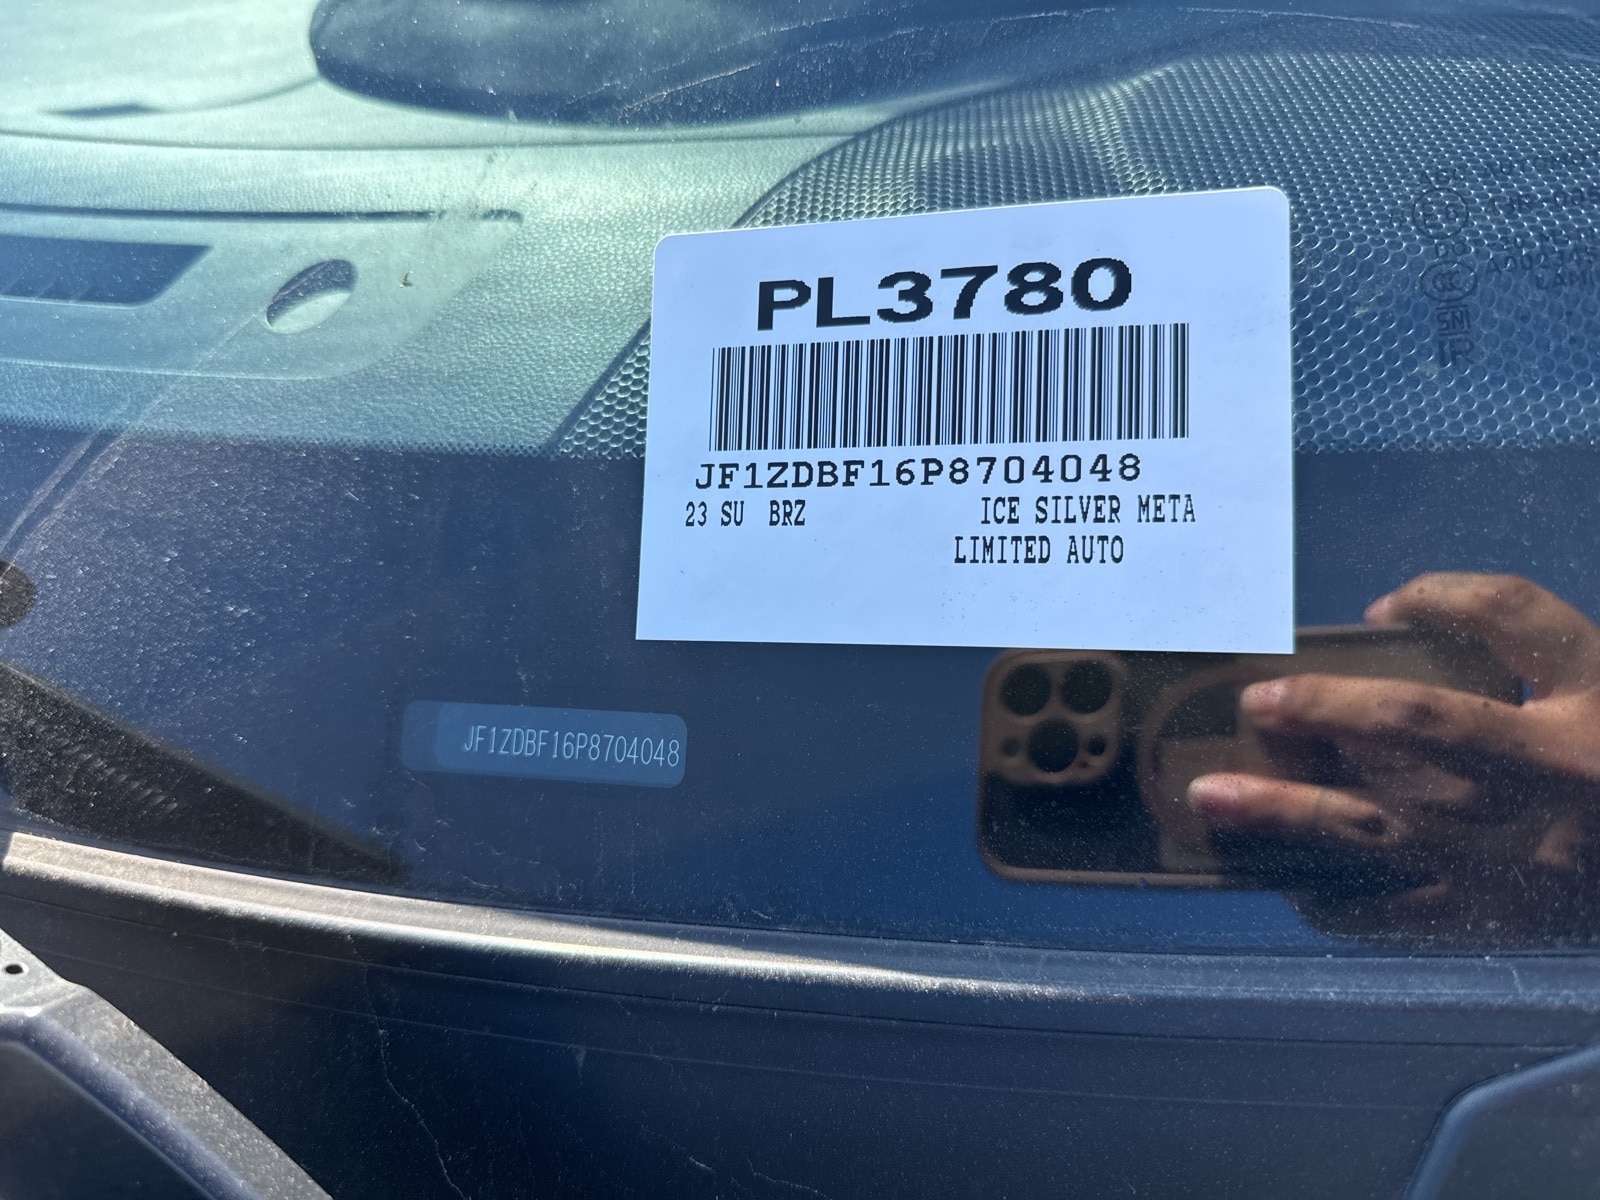 PL3780
JF1ZDBF16P8704048
23 SU BRZ ICE SILVER META
LIMITED AUTO
JF1ZDBF16P8704048